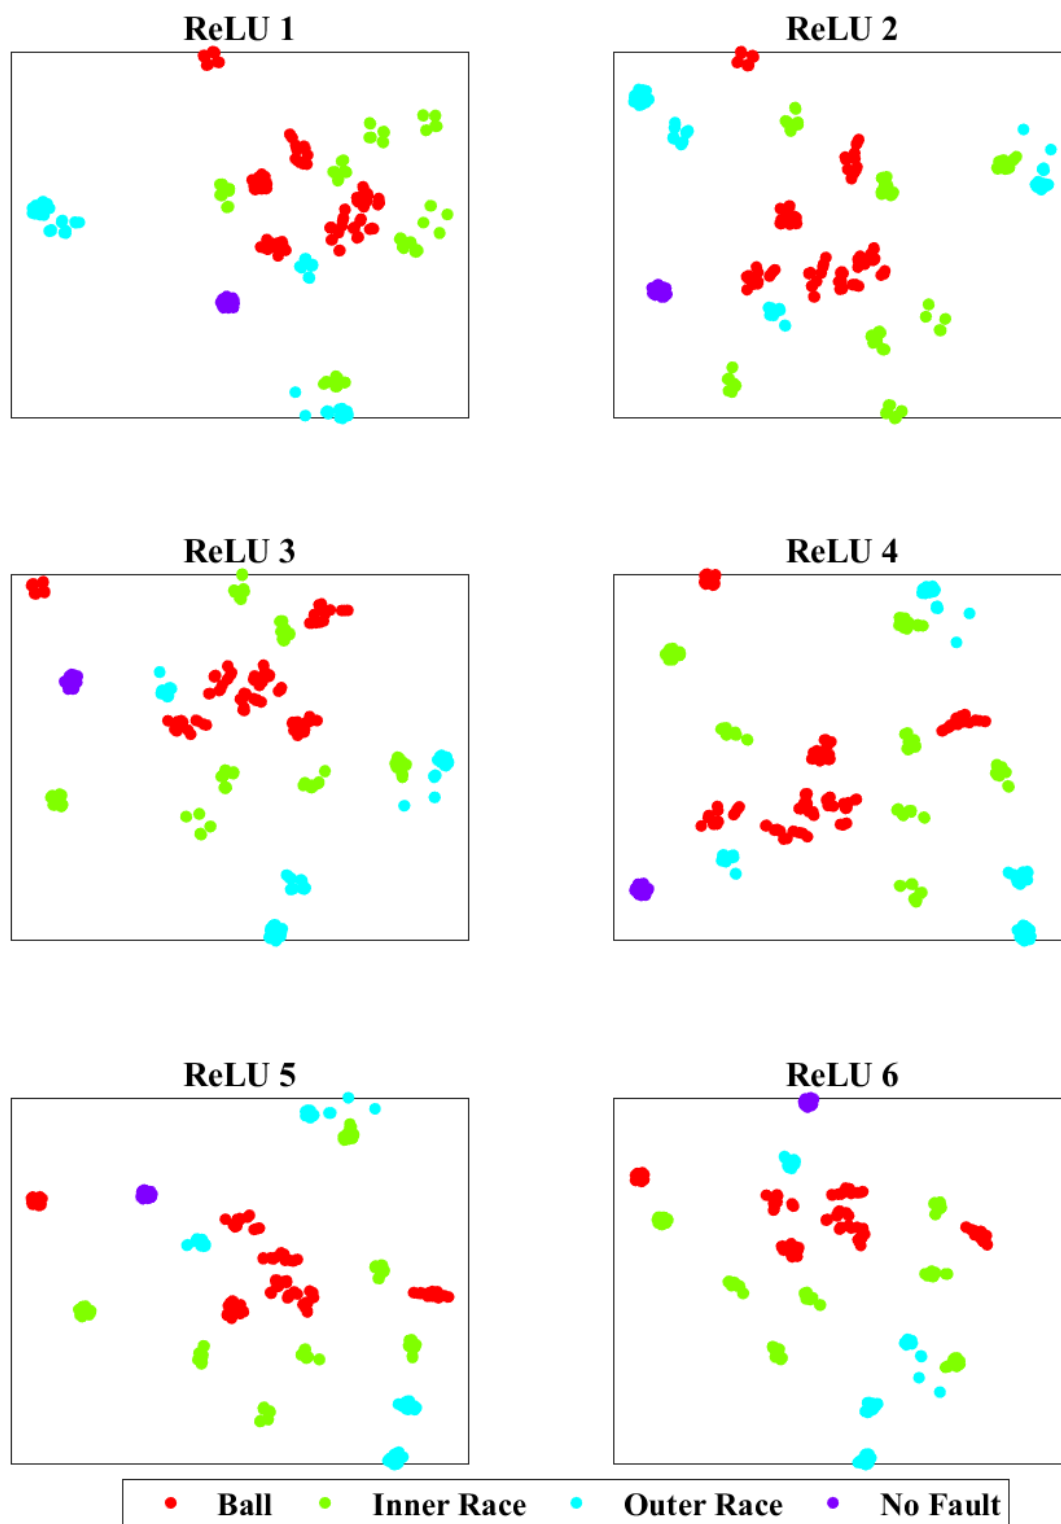 ReLU 1
ReLU 2
ReLU 3
ReLU 4
ReLU 5
ReLU 6
Ball Inner Race Outer Race No Fault